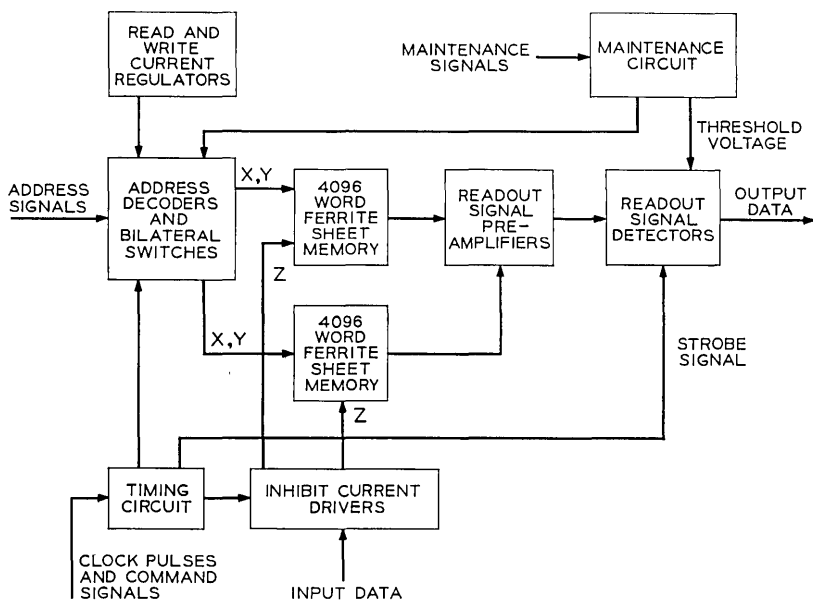 READ AND
WRITE
CURRENT
REGULATORS
MAINTENANCE
SIGNALS
MAINTENANCE
CIRCUIT
THRESHOLD
VOLTAGE
ADDRESS
SIGNALS
ADDRESS
DECODERS
AND
BILATERAL
SWITCHES
X,Y
4096
WORD
FERRITE
SHEET
MEMORY
READOUT
SIGNAL
PRE-
AMPLIFIERS
READOUT
SIGNAL
DETECTORS
OUTPUT
DATA
Z
X,Y
4096
WORD
FERRITE
SHEET
MEMORY
STROBE
SIGNAL
Z
TIMING
CIRCUIT
INHIBIT CURRENT
DRIVERS
CLOCK PULSES
AND COMMAND
SIGNALS
INPUT DATA